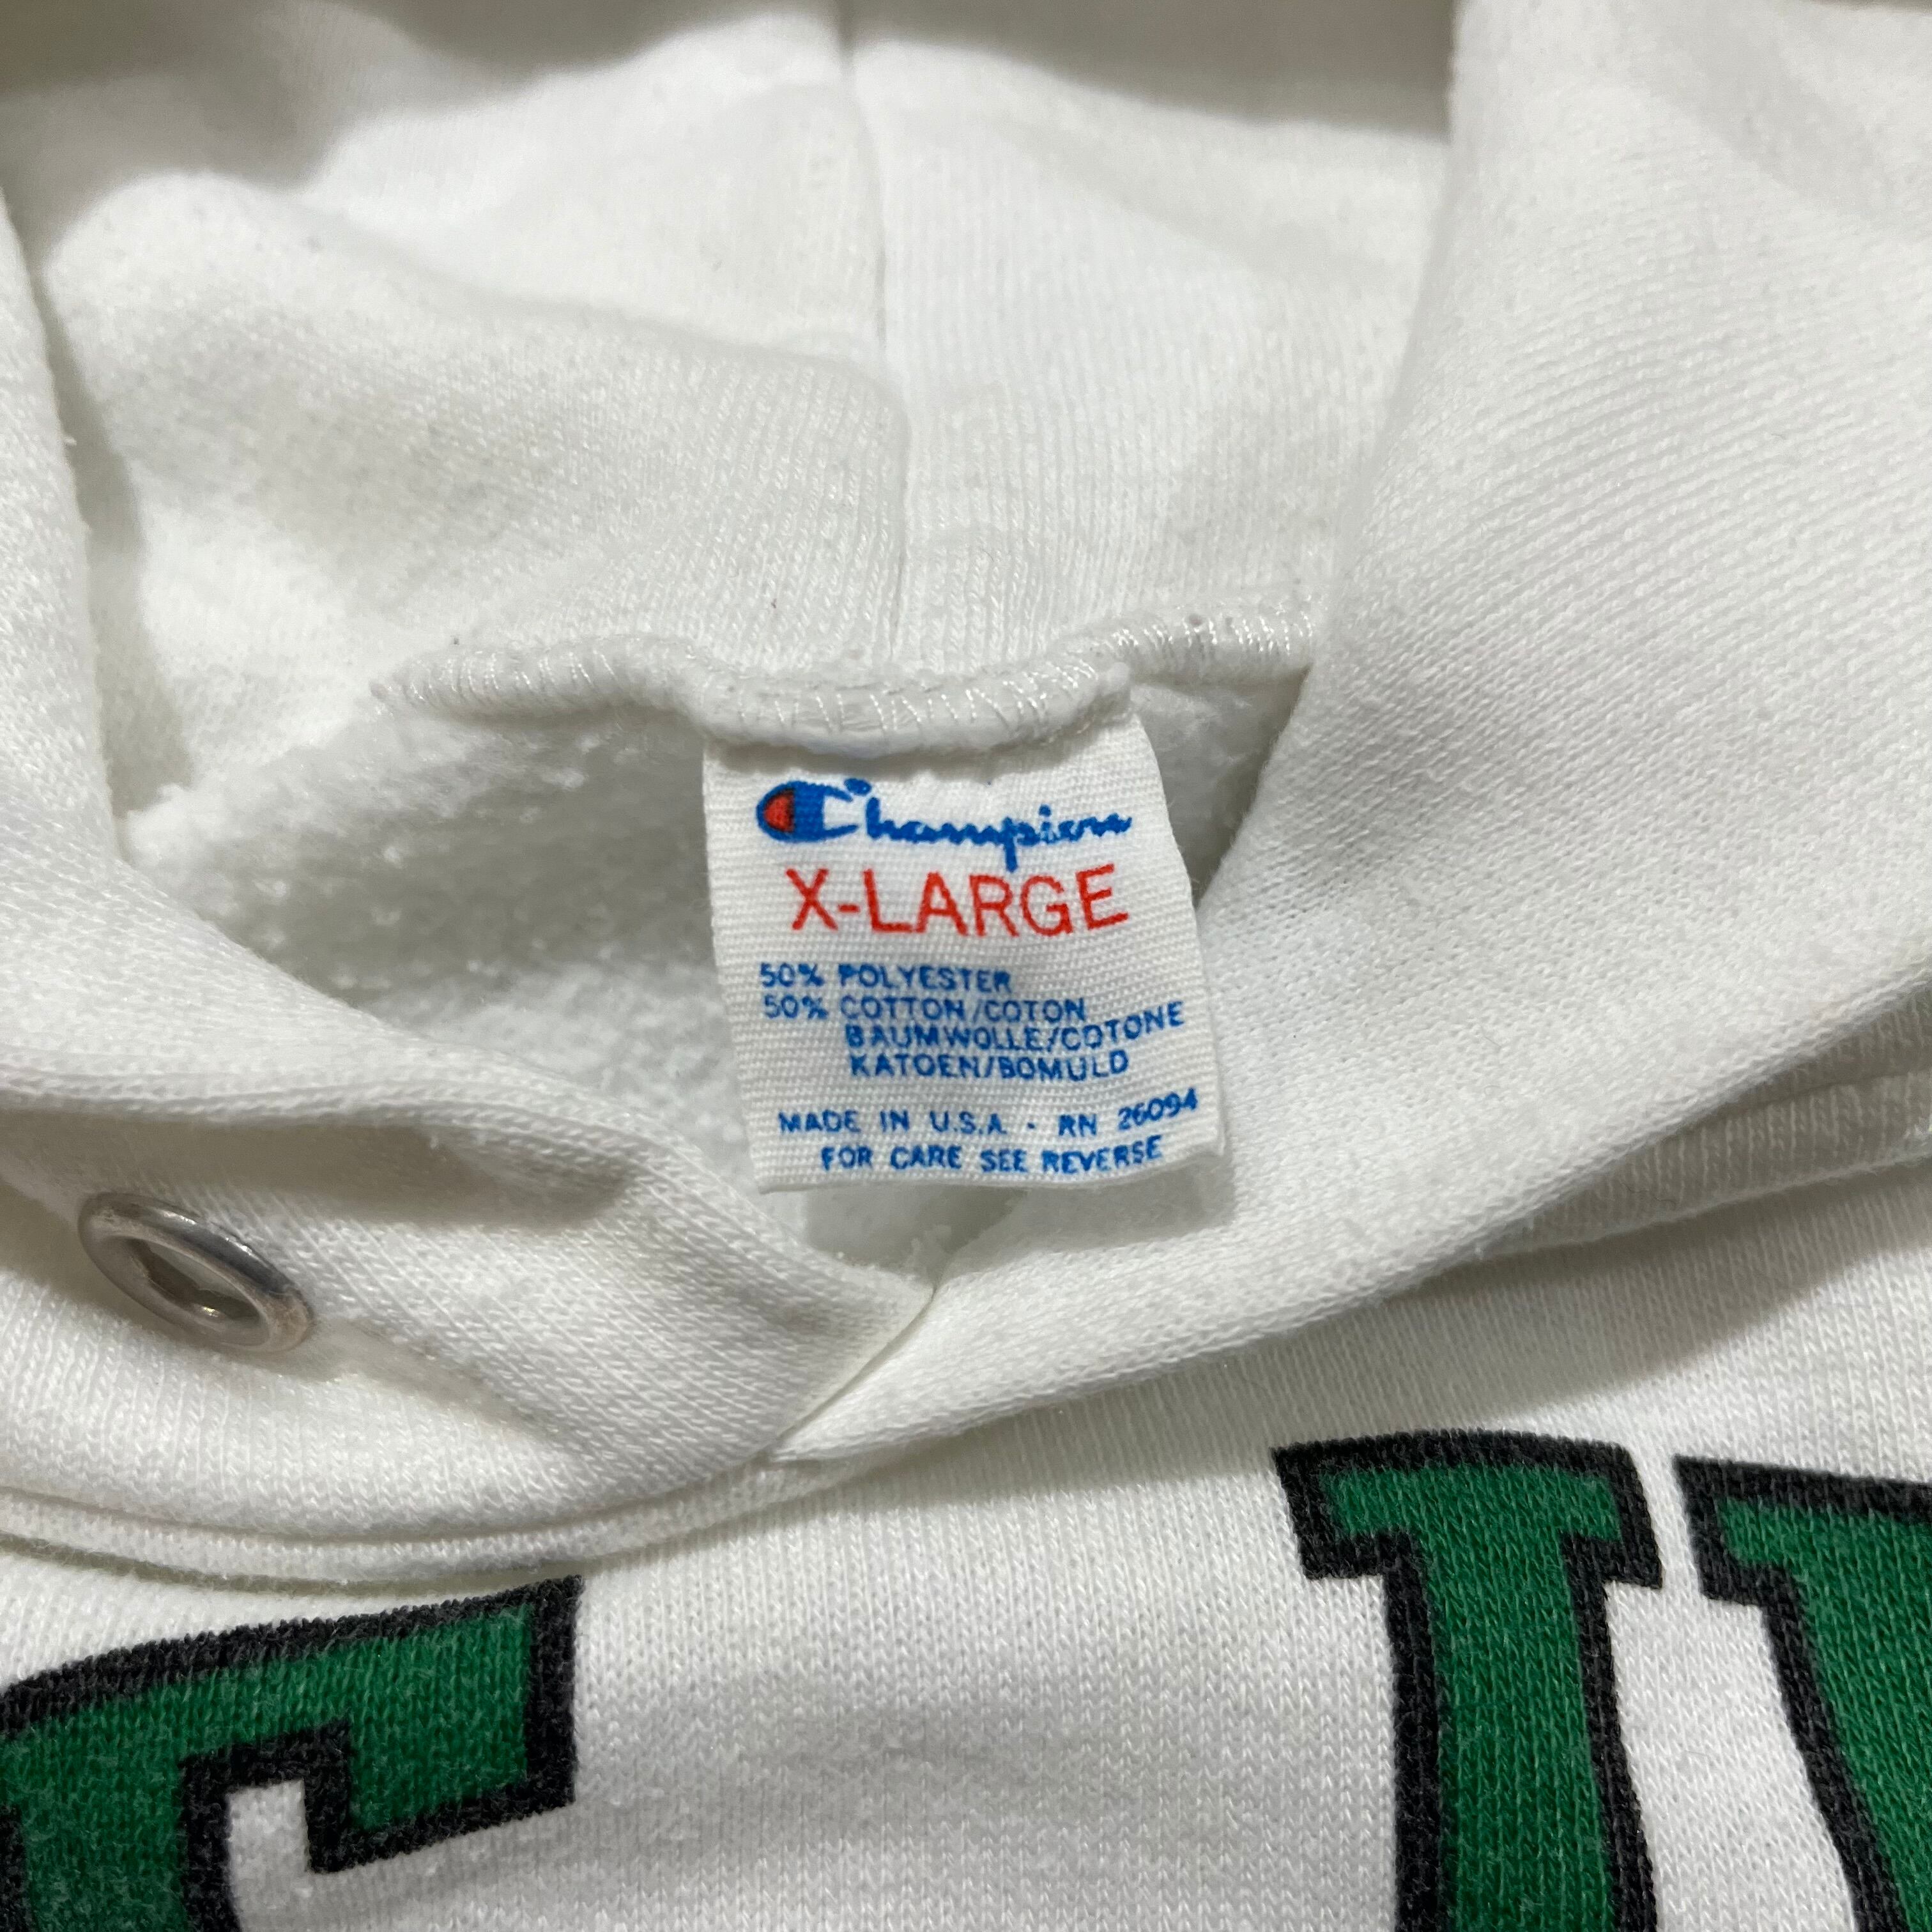 Champion
X-LARGE
50% POLYESTER
50% COTTON/COTON
BAUMWOLLE/COTONE
KATOEN/BOMULD
MADE IN U.S.A. · RN 26094
FOR CARE SEE REVERSE